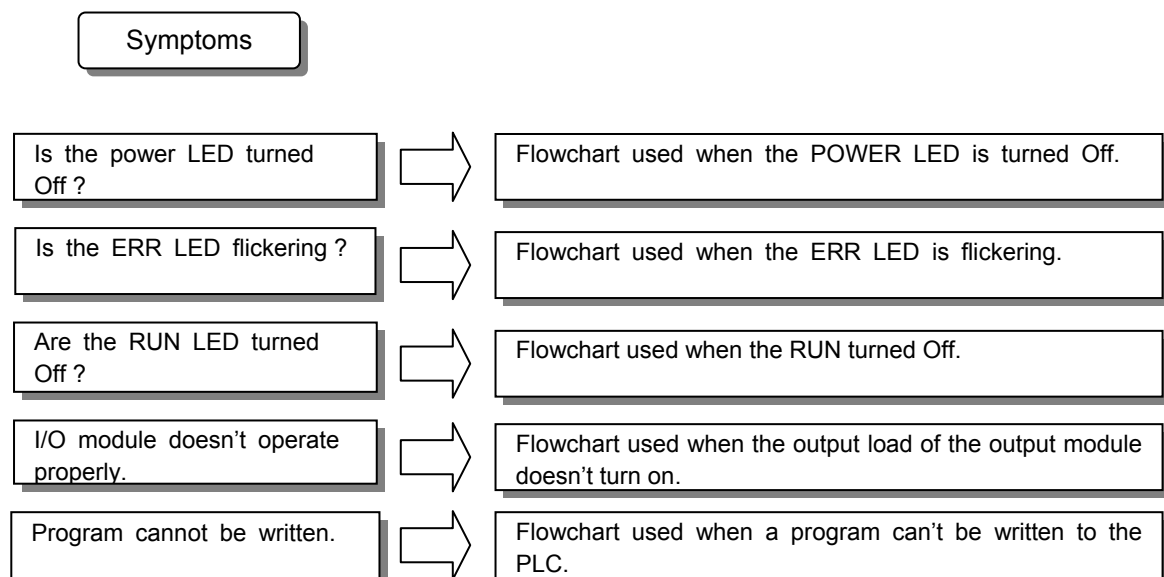 Symptoms
Is the power LED turned
Off ?
Flowchart used when the POWER LED is turned Off.
Is the ERR LED flickering ?
Flowchart used when the ERR LED is flickering.
Are the RUN LED turned
Off ?
Flowchart used when the RUN turned Off.
I/O module doesn’t operate
properly.
Flowchart used when the output load of the output module
doesn’t turn on.
Program cannot be written.
Flowchart used when a program can’t be written to the
PLC.